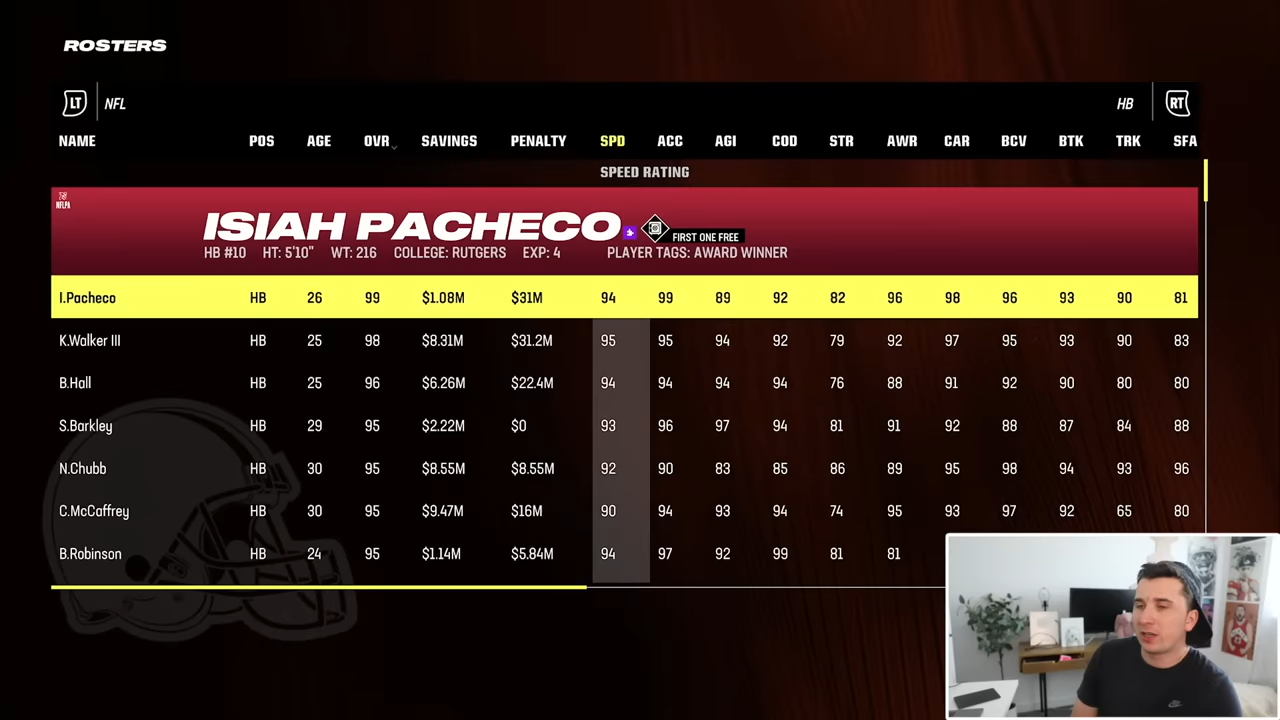 ROSTERS
LT NFL HB RT
NAME POS AGE OVR SAVINGS PENALTY SPD ACC AGI COD STR AWR CAR BCV BTK TRK SFA
SPEED RATING
NFLPA
ISIAH PACHECO FIRST ONE FREE
HB #10 HT: 5'10" WT: 216 COLLEGE: RUTGERS EXP: 4 PLAYER TAGS: AWARD WINNER
I.Pacheco HB 26 99 $1.08M $31M 94 99 89 92 82 96 98 96 93 90 81
K.Walker III HB 25 98 $8.31M $31.2M 95 95 94 92 79 92 97 95 93 90 83
B.Hall HB 25 96 $6.26M $22.4M 94 94 94 94 76 88 91 92 90 80 80
S.Barkley HB 29 95 $2.22M $0 93 96 97 94 81 91 92 88 87 84 88
N.Chubb HB 30 95 $8.55M $8.55M 92 90 83 85 86 89 95 98 94 93 96
C.McCaffrey HB 30 95 $9.47M $16M 90 94 93 94 74 95 93 97 92 65 80
B.Robinson HB 24 95 $1.14M $5.84M 94 97 92 99 81 81